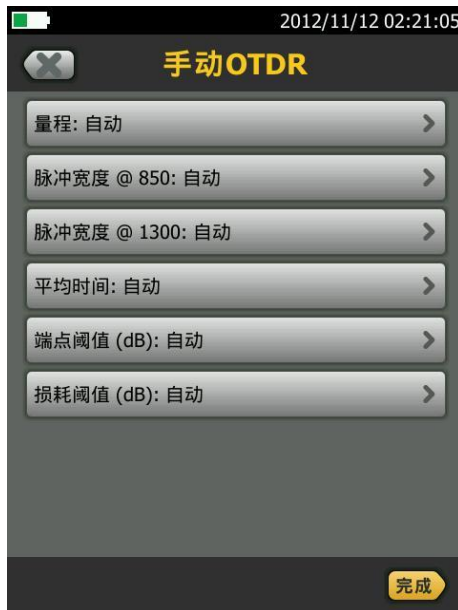 2012/11/12 02:21:05
手动OTDR
量程: 自动
脉冲宽度 @ 850: 自动
脉冲宽度 @ 1300: 自动
平均时间: 自动
端点阈值 (dB): 自动
损耗阈值 (dB): 自动
完成